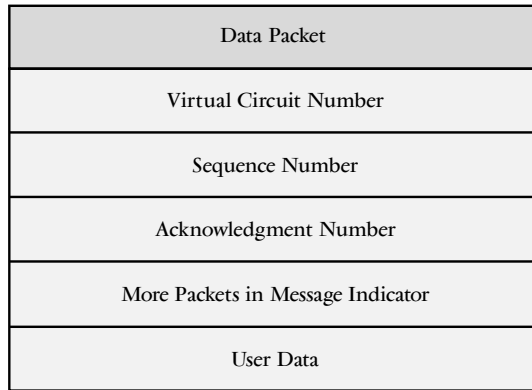 Data Packet
Virtual Circuit Number
Sequence Number
Acknowledgment Number
More Packets in Message Indicator
User Data